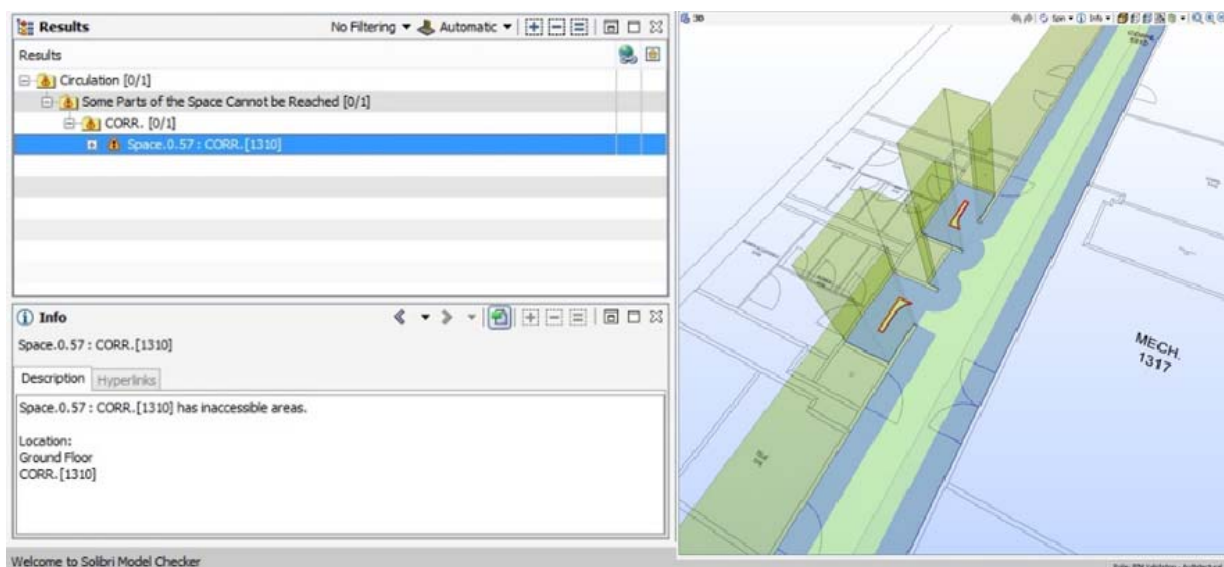 Results
No Filtering
Automatic
Results
Circulation [0/1]
Some Parts of the Space Cannot be Reached [0/1]
CORR. [0/1]
Space.0.57 : CORR.[1310]
Info
Space.0.57 : CORR.[1310]
Description
Hyperlinks
Space.0.57 : CORR.[1310] has inaccessible areas.
Location:
Ground Floor
CORR.[1310]
Welcome to Solibri Model Checker
3D
Spin
Info
MECH.
1317